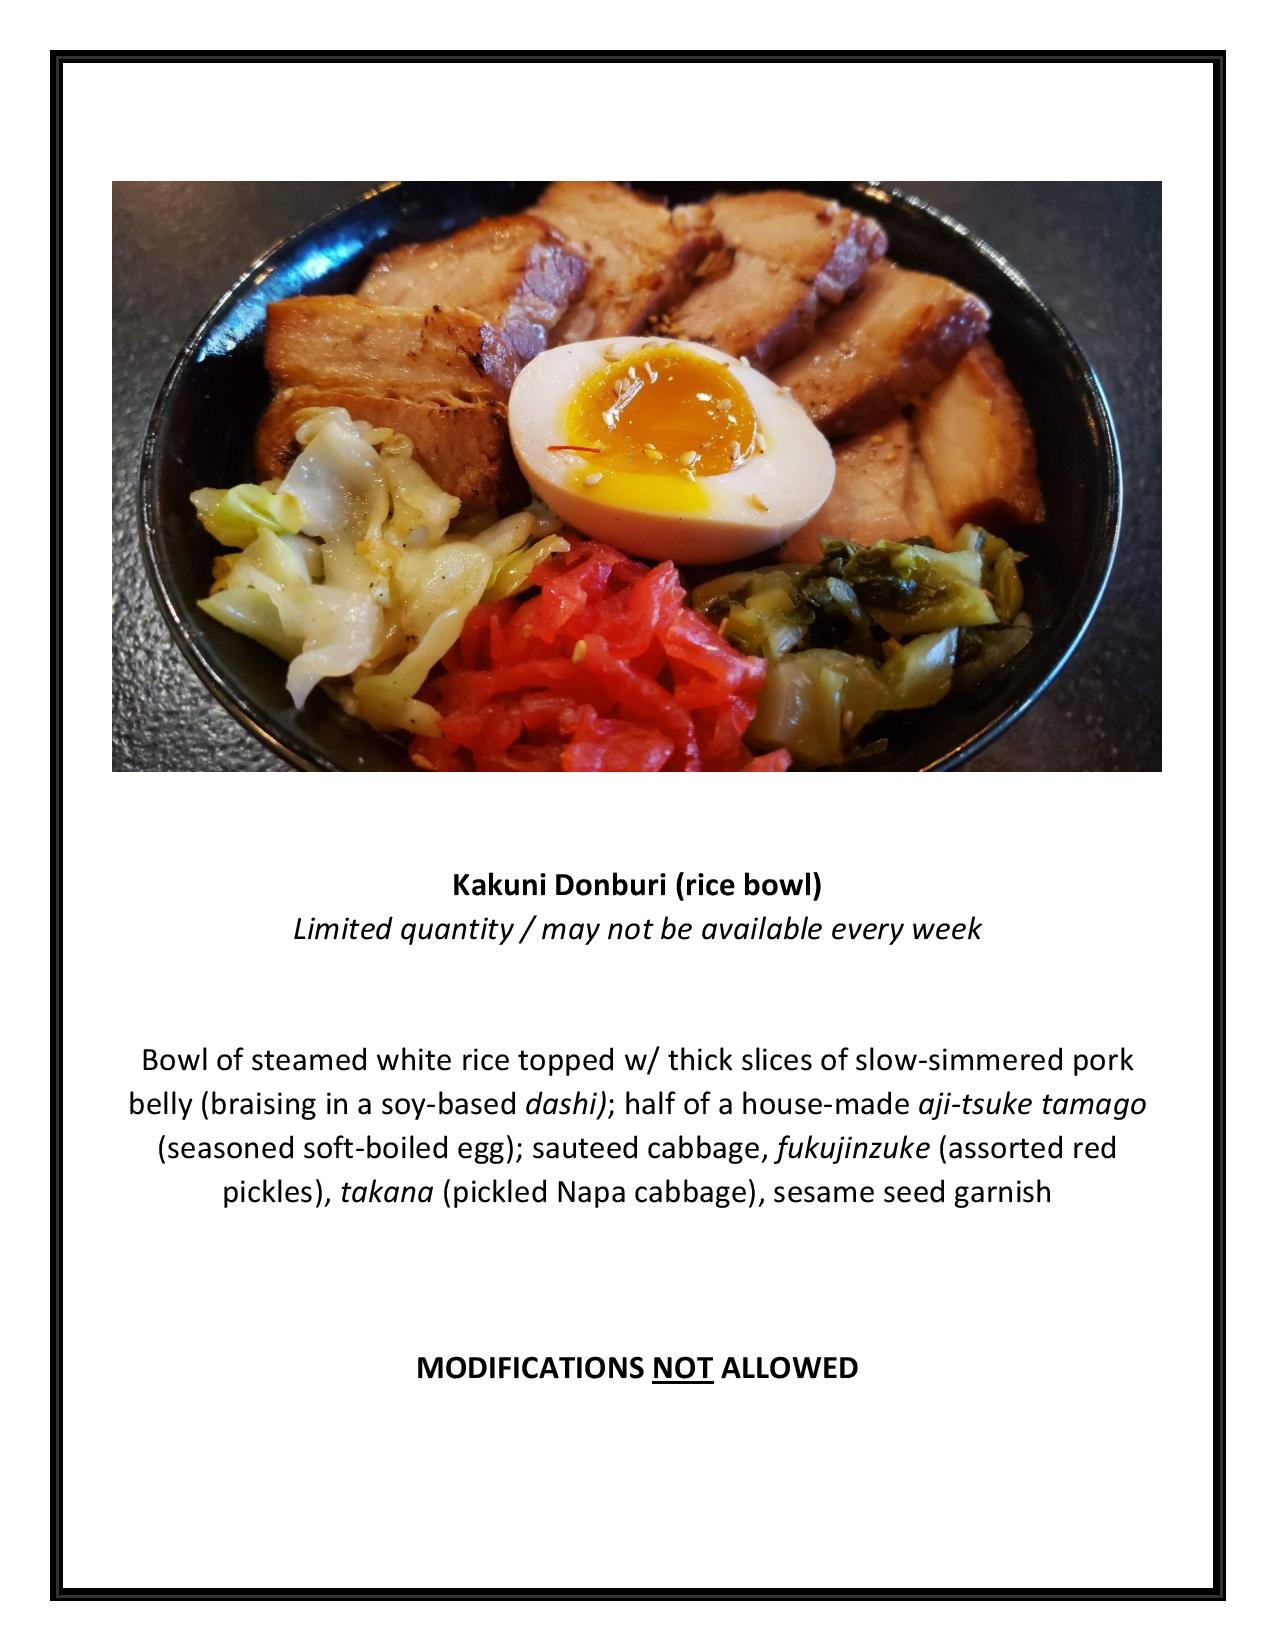 Kakuni Donburi (rice bowl)
Limited quantity / may not be available every week
Bowl of steamed white rice topped w/ thick slices of slow-simmered pork
belly (braising in a soy-based dashi); half of a house-made aji-tsuke tamago
(seasoned soft-boiled egg); sauteed cabbage, fukujinzuke (assorted red
pickles), takana (pickled Napa cabbage), sesame seed garnish
MODIFICATIONS NOT ALLOWED